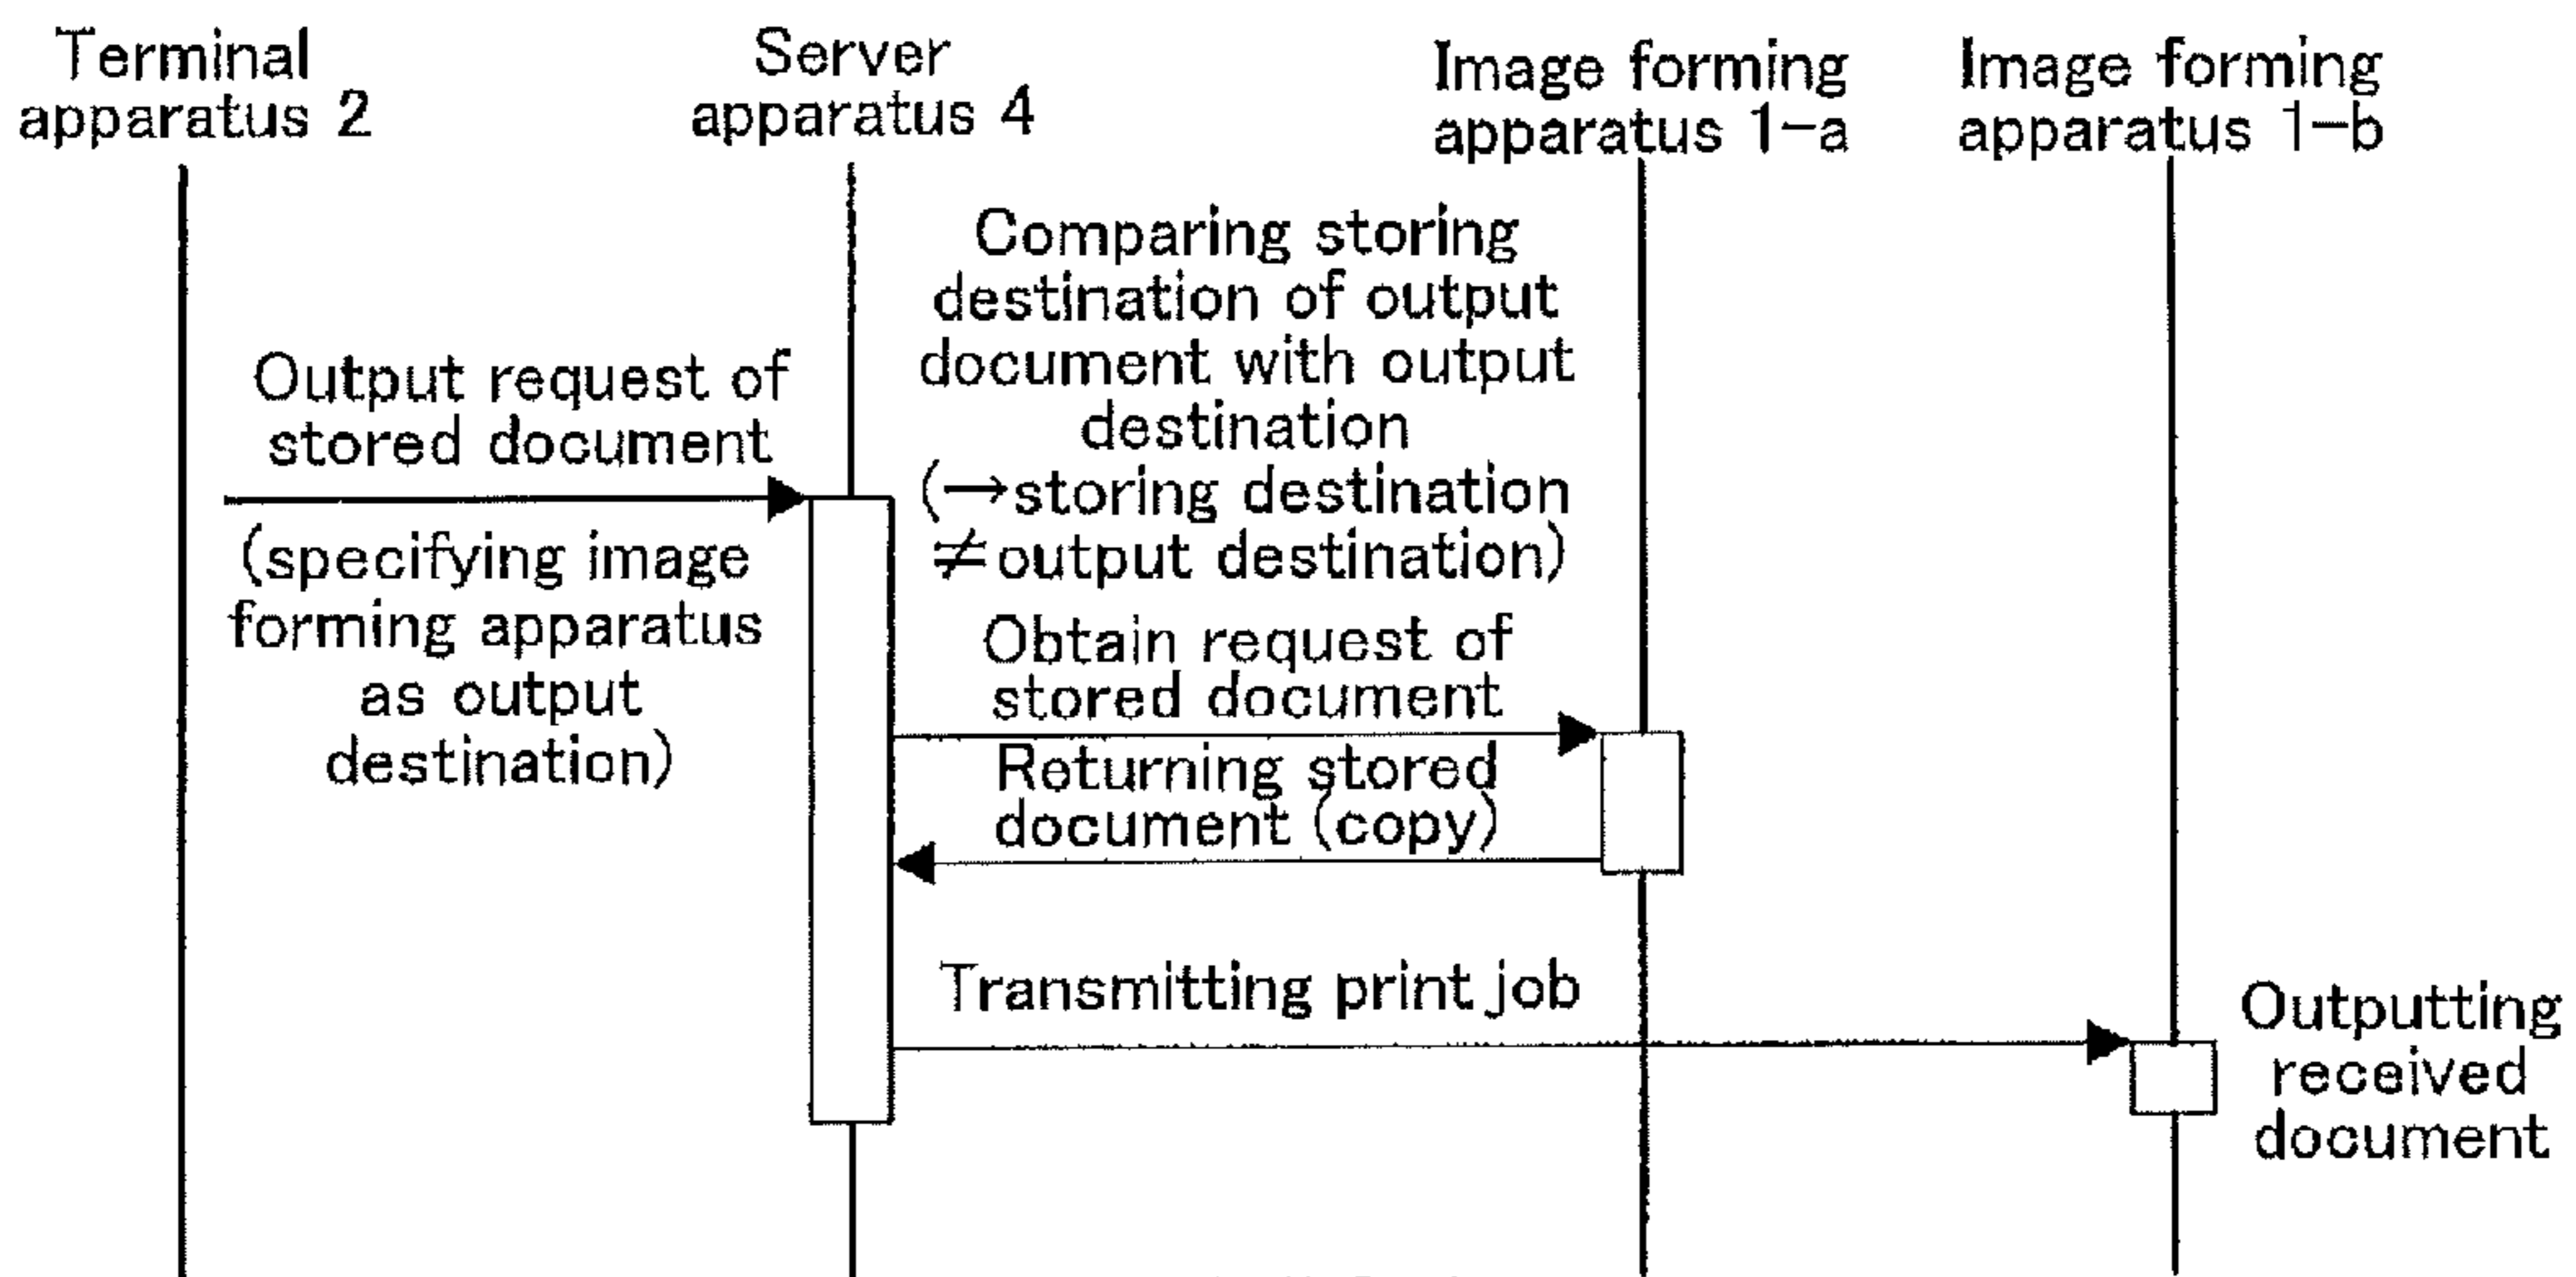 Terminal
apparatus 2
Server
apparatus 4
Image forming
apparatus 1-a
Image forming
apparatus 1-b
Output request of
stored document
(specifying image
forming apparatus
as output
destination)
Comparing storing
destination of output
document with output
destination
(→storing destination
≠output destination)
Obtain request of
stored document
Returning stored
document (copy)
Transmitting print job
Outputting
received
document